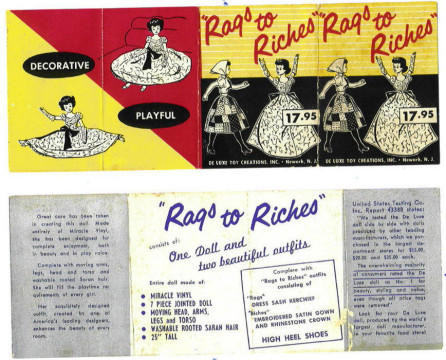 DECORATIVE
PLAYFUL
"Rags to
Riches"
17.95
DE LUXE TOY CREATIONS, INC. • Newark, N. J.
"Rags to
Riches"
17.95
DE LUXE TOY CREATIONS, INC. • Newark, N. J.
Great care has been taken
in creating this doll. Made
entirely of Miracle Vinyl,
she has been designed for
complete enjoyment, both
in beauty and in play value.
Complete with moving arms,
legs, head and torso and
washable rooted Saran hair.
She will fill the playtime re-
quirements of every girl.
Her exquisitely designed
outfit, created by one of
America's leading designers,
enhances the beauty of every
room.
"Rags to Riches"
consists of:
One Doll and
two beautiful outfits
Entire doll made of:
• MIRACLE VINYL
• 7 PIECE JOINTED DOLL
• MOVING HEAD, ARMS,
LEGS and TORSO
• WASHABLE ROOTED SARAN HAIR
• 25" TALL
Complete with
"Rags to Riches" outfits
consisting of
"Rags"
DRESS SASH KERCHIEF
"Riches"
EMBROIDERED SATIN GOWN
AND RHINESTONE CROWN
HIGH HEEL SHOES
United States Testing Co.
Inc. Report 43388 states:
"We tested the De Luxe
doll side by side with dolls
produced by other leading
manufacturers, which we pur-
chased in the largest de-
partment stores for $15.00,
$20.00 and $25.00 each.
The overwhelming majority
of consumers rated the De Luxe
doll as No. 1 for
beauty, styling and value,
even though all price tags
were removed."
Look for your De Luxe
doll, produced by the world's
largest doll manufacturer,
in your favorite food store!